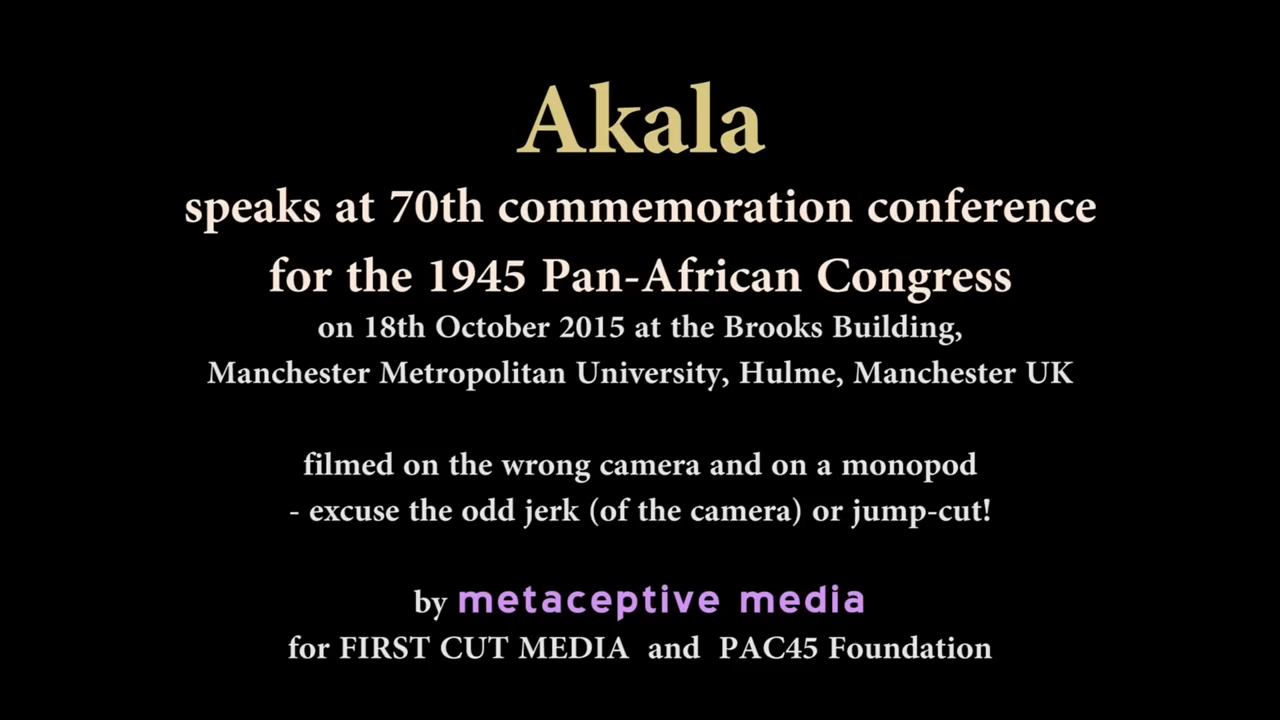 Akala
speaks at 70th commemoration conference
for the 1945 Pan-African Congress
on 18th October 2015 at the Brooks Building,
Manchester Metropolitan University, Hulme, Manchester UK
filmed on the wrong camera and on a monopod
- excuse the odd jerk (of the camera) or jump-cut!
by metaceptive media
for FIRST CUT MEDIA and PAC45 Foundation